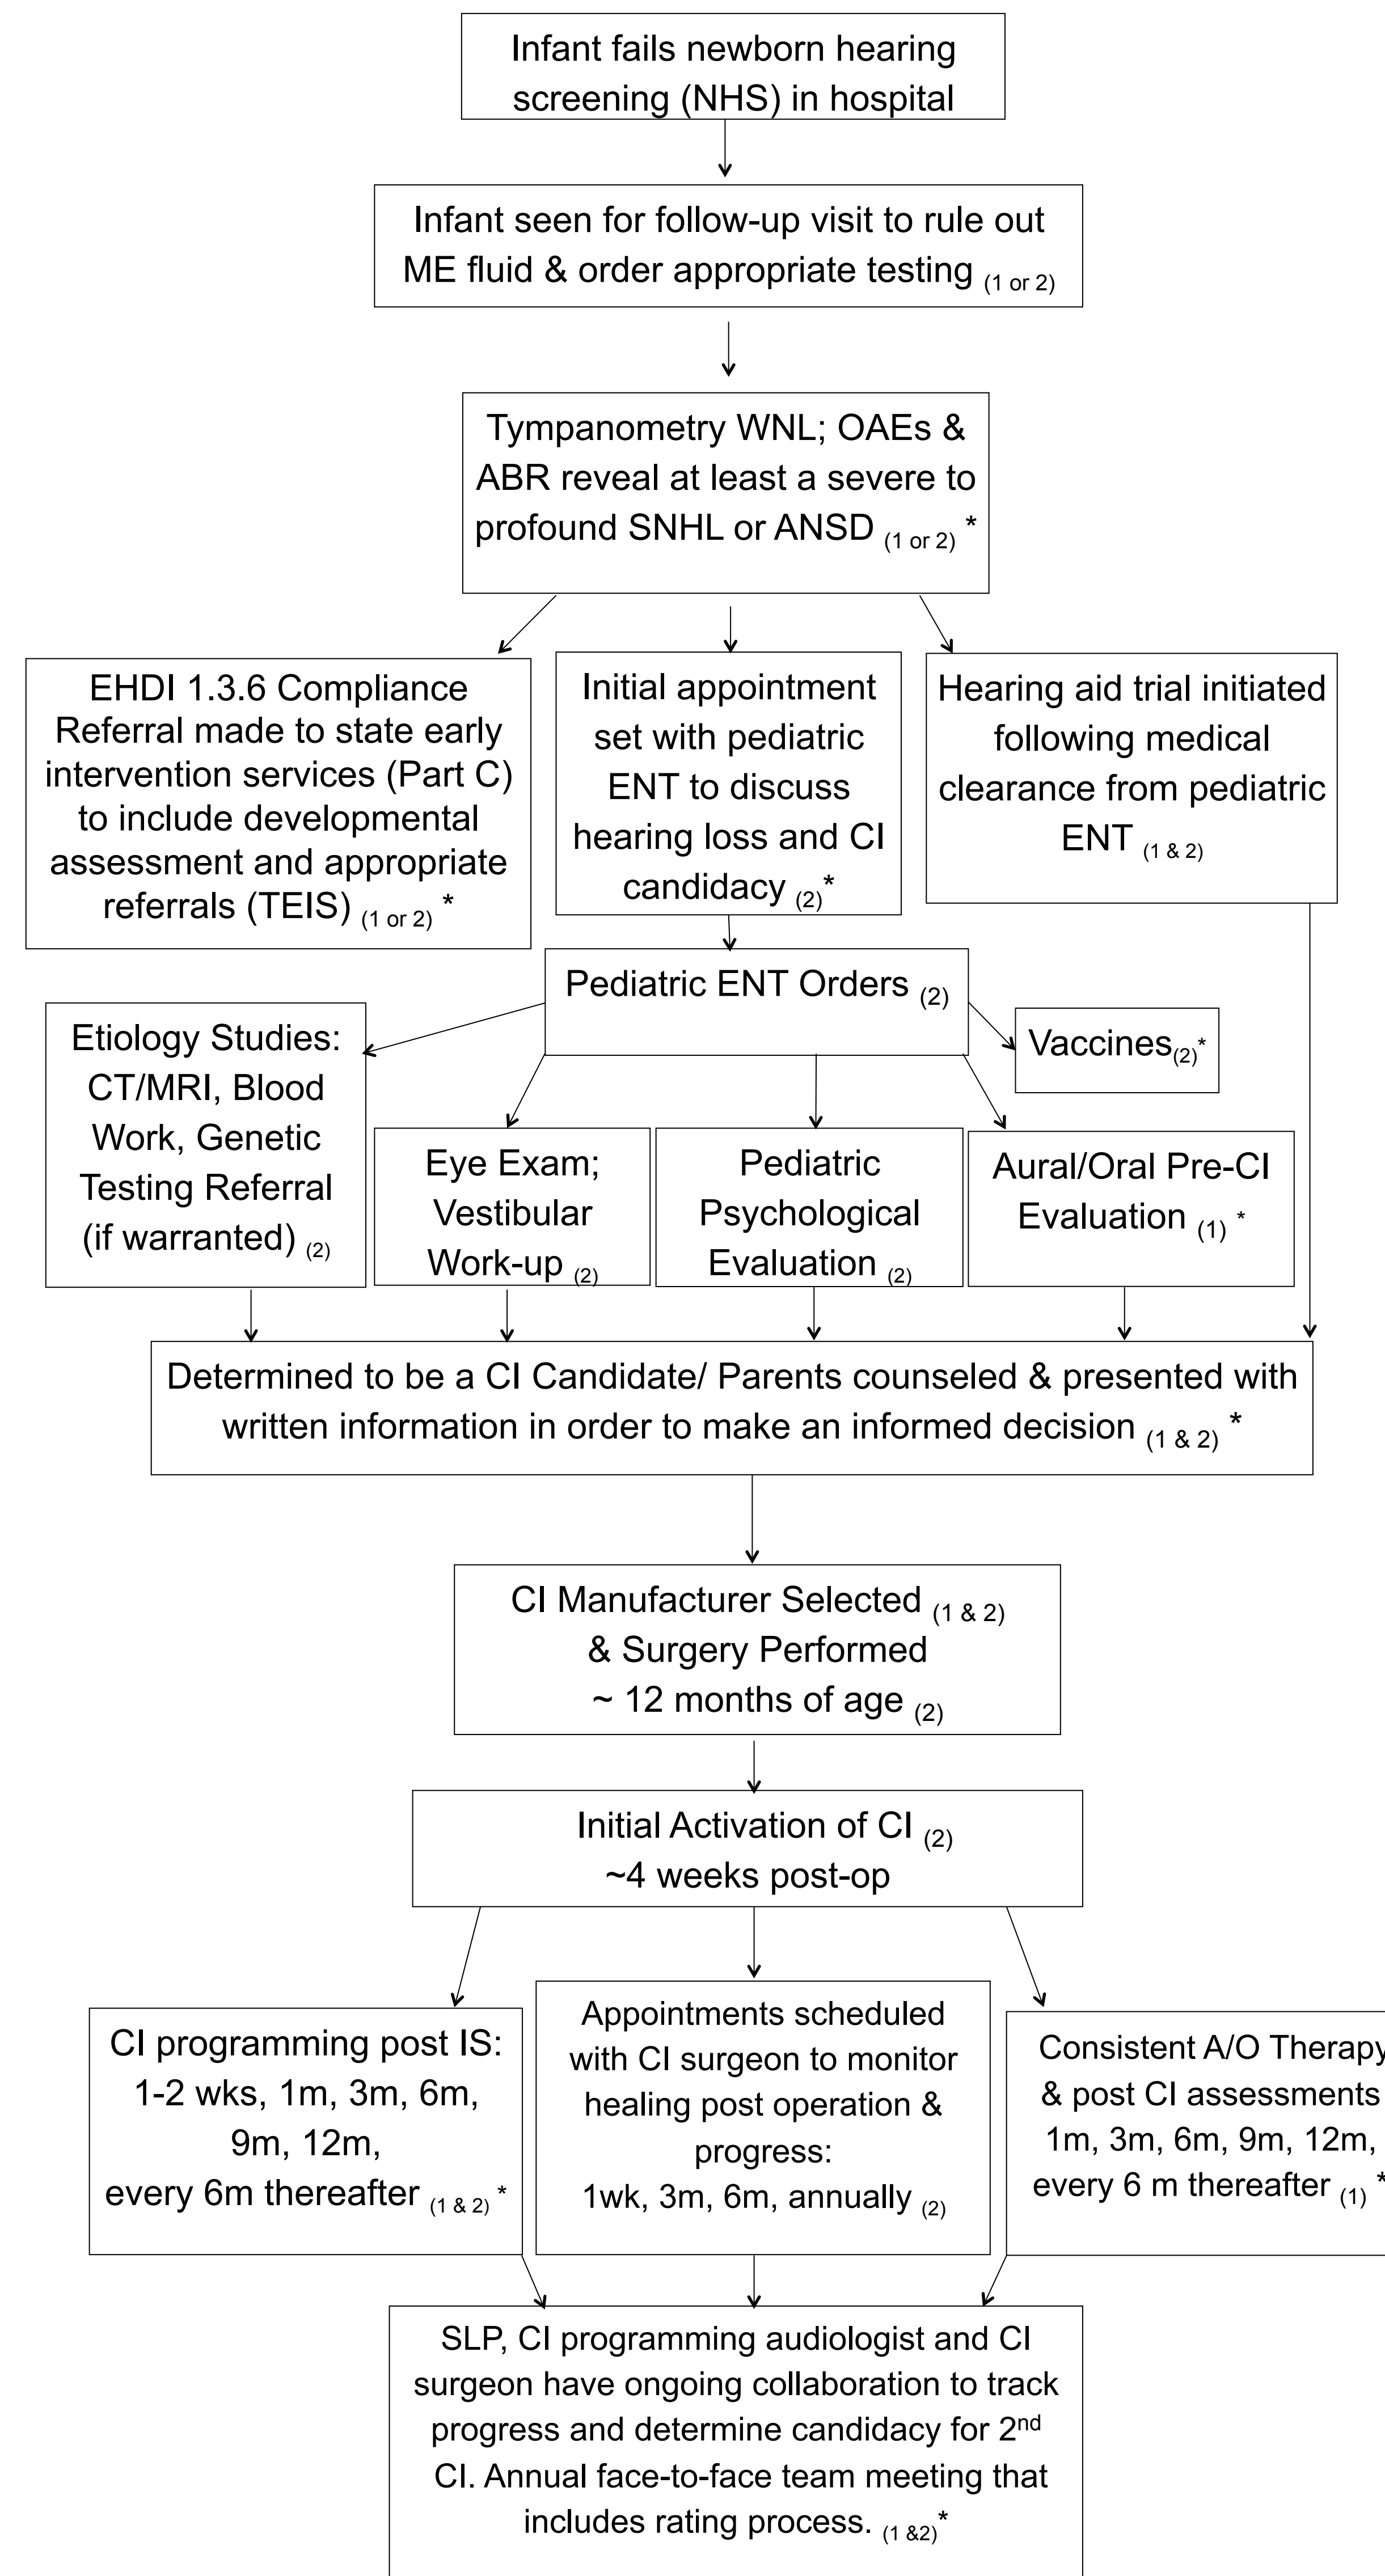 Infant fails newborn hearing
screening (NHS) in hospital
Infant seen for follow-up visit to rule out
ME fluid & order appropriate testing (1 or 2)
Tympanometry WNL; OAEs &
ABR reveal at least a severe to
profound SNHL or ANSD (1 or 2) *
EHDI 1.3.6 Compliance
Referral made to state early
intervention services (Part C)
to include developmental
assessment and appropriate
referrals (TEIS) (1 or 2) *
Initial appointment
set with pediatric
ENT to discuss
hearing loss and CI
candidacy (2)*
Hearing aid trial initiated
following medical
clearance from pediatric
ENT (1 & 2)
Pediatric ENT Orders (2)
Etiology Studies:
CT/MRI, Blood
Work, Genetic
Testing Referral
(if warranted) (2)
Vaccines(2)*
Eye Exam;
Vestibular
Work-up (2)
Pediatric
Psychological
Evaluation (2)
Aural/Oral Pre-CI
Evaluation (1) *
Determined to be a CI Candidate/ Parents counseled & presented with
written information in order to make an informed decision (1 & 2) *
CI Manufacturer Selected (1 & 2)
& Surgery Performed
~ 12 months of age (2)
Initial Activation of CI (2)
~4 weeks post-op
CI programming post IS:
1-2 wks, 1m, 3m, 6m,
9m, 12m,
every 6m thereafter (1 & 2) *
Appointments scheduled
with CI surgeon to monitor
healing post operation &
progress:
1wk, 3m, 6m, annually (2)
Consistent A/O Therapy
& post CI assessments
1m, 3m, 6m, 9m, 12m,
every 6 m thereafter (1) *
SLP, CI programming audiologist and CI
surgeon have ongoing collaboration to track
progress and determine candidacy for 2nd
CI. Annual face-to-face team meeting that
includes rating process. (1 &2)*